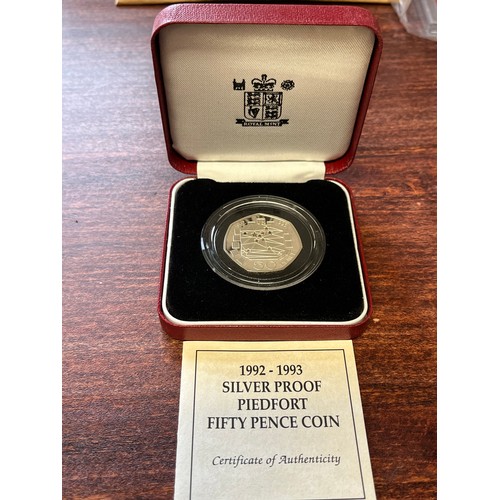 ROYAL MINT
1992 - 1993
SILVER PROOF
PIEDFORT
FIFTY PENCE COIN
Certificate of Authenticity